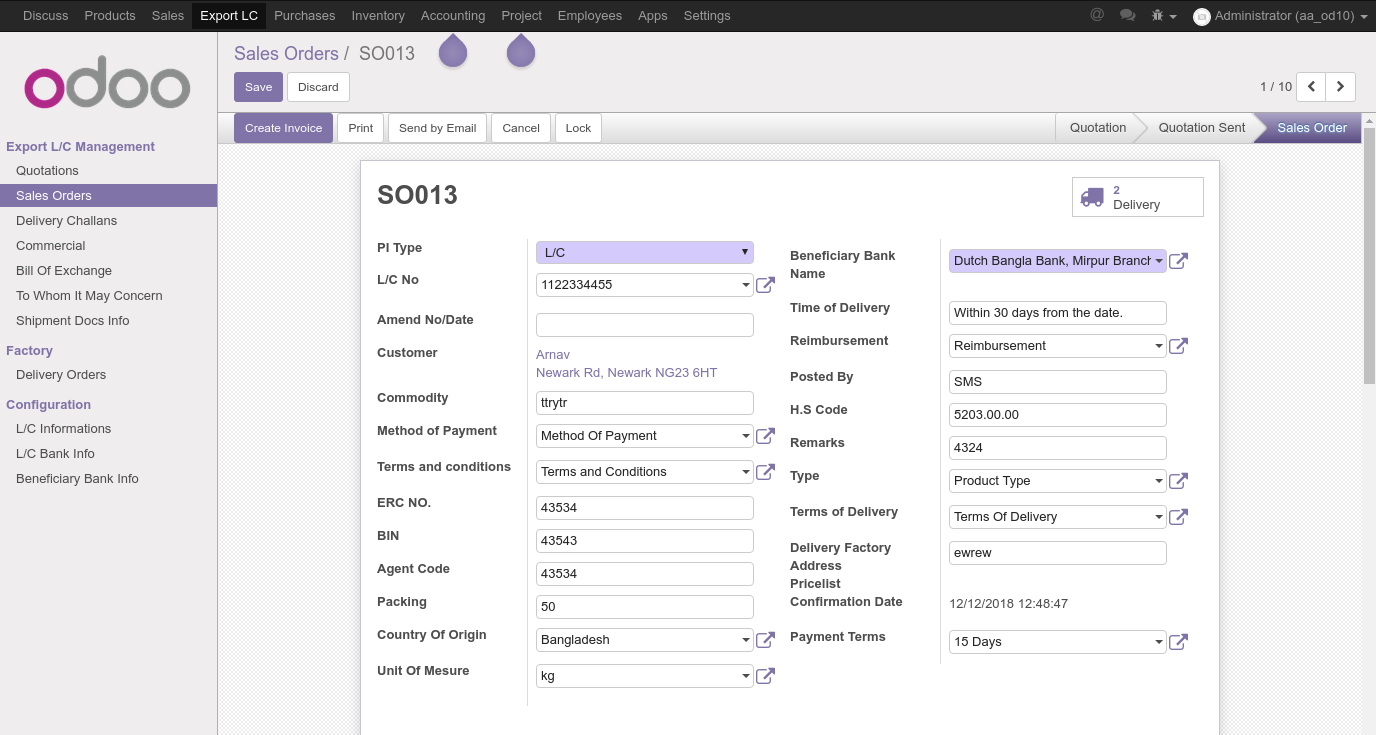 Discuss Products Sales Export LC Purchases Inventory Accounting Project Employees Apps Settings @ Administrator (aa_od10)
odoo
Export L/C Management
Quotations
Sales Orders
Delivery Challans
Commercial
Bill Of Exchange
To Whom It May Concern
Shipment Docs Info
Factory
Delivery Orders
Configuration
L/C Informations
L/C Bank Info
Beneficiary Bank Info
Sales Orders / SO013
Save Discard
1 / 10
Create Invoice Print Send by Email Cancel Lock
Quotation Quotation Sent Sales Order
SO013
2
Delivery
PI Type L/C
L/C No 1122334455
Amend No/Date
Customer Arnav
Newark Rd, Newark NG23 6HT
Commodity ttrytr
Method of Payment Method Of Payment
Terms and conditions Terms and Conditions
ERC NO. 43534
BIN 43543
Agent Code 43534
Packing 50
Country Of Origin Bangladesh
Unit Of Mesure kg
Beneficiary Bank Name Dutch Bangla Bank, Mirpur Branch
Time of Delivery Within 30 days from the date.
Reimbursement Reimbursement
Posted By SMS
H.S Code 5203.00.00
Remarks 4324
Type Product Type
Terms of Delivery Terms Of Delivery
Delivery Factory Address ewrew
Pricelist
Confirmation Date 12/12/2018 12:48:47
Payment Terms 15 Days